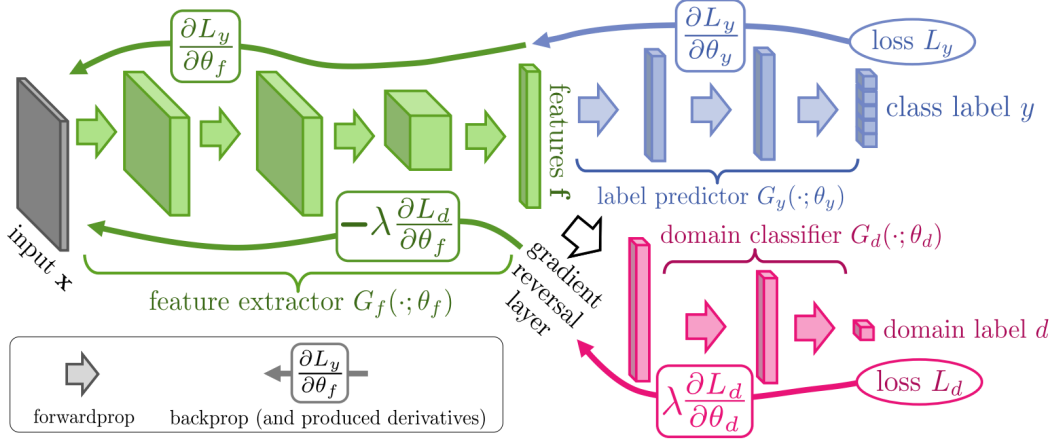 ∂L_y/∂θ_f
∂L_y/∂θ_y
loss L_y
features f
class label y
label predictor G_y(·; θ_y)
input x
−λ ∂L_d/∂θ_f
feature extractor G_f(·; θ_f)
gradient
reversal
layer
domain classifier G_d(·; θ_d)
domain label d
λ ∂L_d/∂θ_d
loss L_d
forwardprop
∂L_y/∂θ_f
backprop (and produced derivatives)